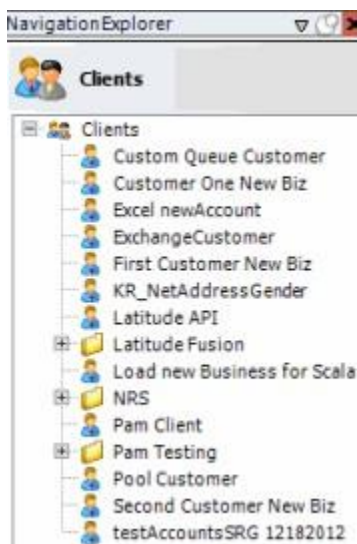 NavigationExplorer
Clients
Clients
Custom Queue Customer
Customer One New Biz
Excel newAccount
ExchangeCustomer
First Customer New Biz
KR_NetAddressGender
Latitude API
Latitude Fusion
Load new Business for Scala
NRS
Pam Client
Pam Testing
Pool Customer
Second Customer New Biz
testAccountsSRG 12182012